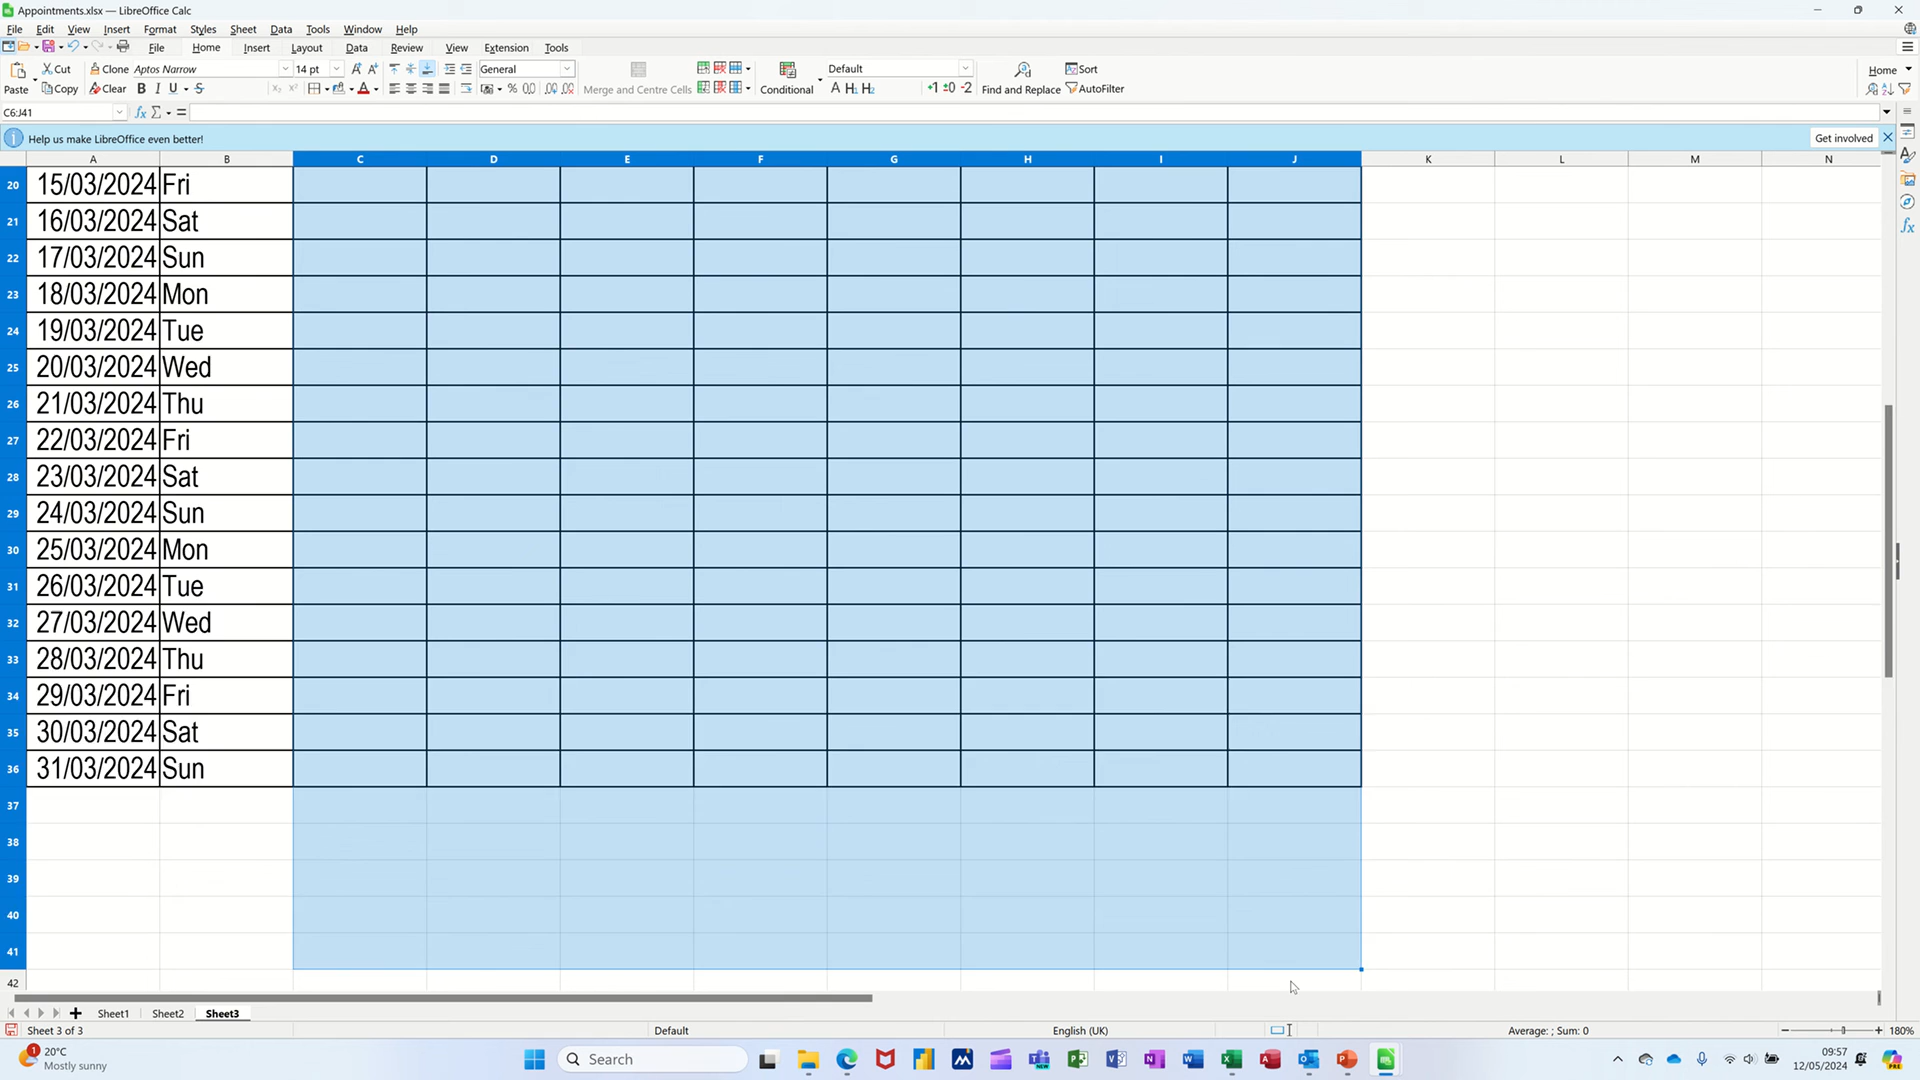 Appointments.xlsx — LibreOffice Calc
File Edit View Insert Format Styles Sheet Data Tools Window Help
File Home Insert Layout Data Review View Extension Tools
Paste Cut Copy Clone Clear Aptos Narrow 14 pt B I U S General % Merge and Centre Cells Conditional Default A H1 H2 +1 ±0 -2 Find and Replace Sort AutoFilter Home
C6:J41 fx Σ =
Help us make LibreOffice even better! Get involved
A B C D E F G H I J K L M N
20 15/03/2024 Fri
21 16/03/2024 Sat
22 17/03/2024 Sun
23 18/03/2024 Mon
24 19/03/2024 Tue
25 20/03/2024 Wed
26 21/03/2024 Thu
27 22/03/2024 Fri
28 23/03/2024 Sat
29 24/03/2024 Sun
30 25/03/2024 Mon
31 26/03/2024 Tue
32 27/03/2024 Wed
33 28/03/2024 Thu
34 29/03/2024 Fri
35 30/03/2024 Sat
36 31/03/2024 Sun
37
38
39
40
41
42
Sheet1 Sheet2 Sheet3
Sheet 3 of 3 Default English (UK) Average: ; Sum: 0 180%
1 20°C Search 09:57
Mostly sunny 12/05/2024